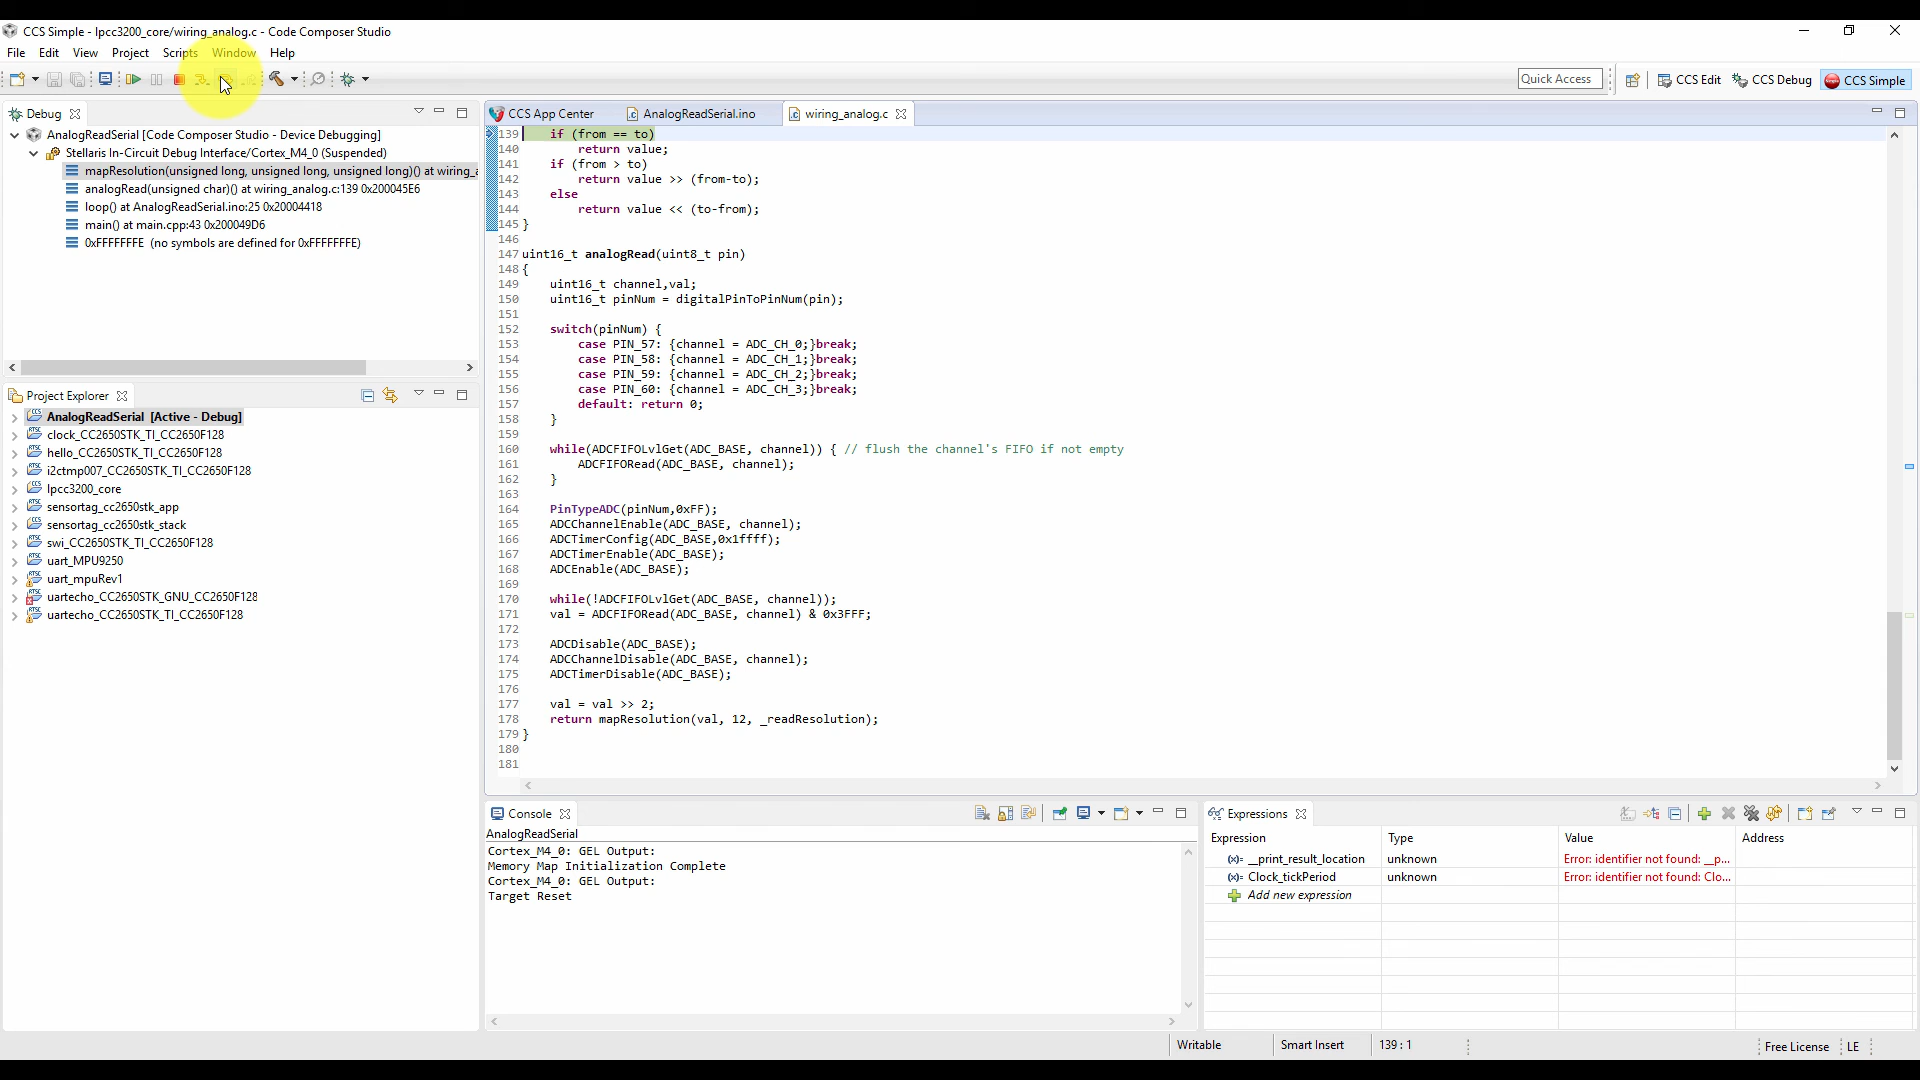 CCS Simple - lpcc3200_core/wiring_analog.c - Code Composer Studio
File Edit View Project Scripts Window Help
Quick Access CCS Edit CCS Debug CCS Simple
Debug
AnalogReadSerial [Code Composer Studio - Device Debugging]
Stellaris In-Circuit Debug Interface/Cortex_M4_0 (Suspended)
mapResolution(unsigned long, unsigned long, unsigned long)() at wiring_a
analogRead(unsigned char)() at wiring_analog.c:139 0x200045E6
loop() at AnalogReadSerial.ino:25 0x20004418
main() at main.cpp:43 0x200049D6
0xFFFFFFFE (no symbols are defined for 0xFFFFFFFE)
Project Explorer
AnalogReadSerial [Active - Debug]
clock_CC2650STK_TI_CC2650F128
hello_CC2650STK_TI_CC2650F128
i2ctmp007_CC2650STK_TI_CC2650F128
lpcc3200_core
sensortag_cc2650stk_app
sensortag_cc2650stk_stack
swi_CC2650STK_TI_CC2650F128
uart_MPU9250
uart_mpuRev1
uartecho_CC2650STK_GNU_CC2650F128
uartecho_CC2650STK_TI_CC2650F128
CCS App Center AnalogReadSerial.ino wiring_analog.c
139 if (from == to)
140 return value;
141 if (from > to)
142 return value >> (from-to);
143 else
144 return value << (to-from);
145 }
146
147 uint16_t analogRead(uint8_t pin)
148 {
149 uint16_t channel,val;
150 uint16_t pinNum = digitalPinToPinNum(pin);
151
152 switch(pinNum) {
153 case PIN_57: {channel = ADC_CH_0;}break;
154 case PIN_58: {channel = ADC_CH_1;}break;
155 case PIN_59: {channel = ADC_CH_2;}break;
156 case PIN_60: {channel = ADC_CH_3;}break;
157 default: return 0;
158 }
159
160 while(ADCFIFOLvlGet(ADC_BASE, channel)) { // flush the channel's FIFO if not empty
161 ADCFIFORead(ADC_BASE, channel);
162 }
163
164 PinTypeADC(pinNum,0xFF);
165 ADCChannelEnable(ADC_BASE, channel);
166 ADCTimerConfig(ADC_BASE,0x1ffff);
167 ADCTimerEnable(ADC_BASE);
168 ADCEnable(ADC_BASE);
169
170 while(!ADCFIFOLvlGet(ADC_BASE, channel));
171 val = ADCFIFORead(ADC_BASE, channel) & 0x3FFF;
172
173 ADCDisable(ADC_BASE);
174 ADCChannelDisable(ADC_BASE, channel);
175 ADCTimerDisable(ADC_BASE);
176
177 val = val >> 2;
178 return mapResolution(val, 12, _readResolution);
179 }
180
181
Console
AnalogReadSerial
Cortex_M4_0: GEL Output:
Memory Map Initialization Complete
Cortex_M4_0: GEL Output:
Target Reset
Expressions
Expression Type Value Address
(x)= __print_result_location unknown Error: identifier not found: __p...
(x)= Clock_tickPeriod unknown Error: identifier not found: Clo...
Add new expression
Writable Smart Insert 139 : 1 Free License LE